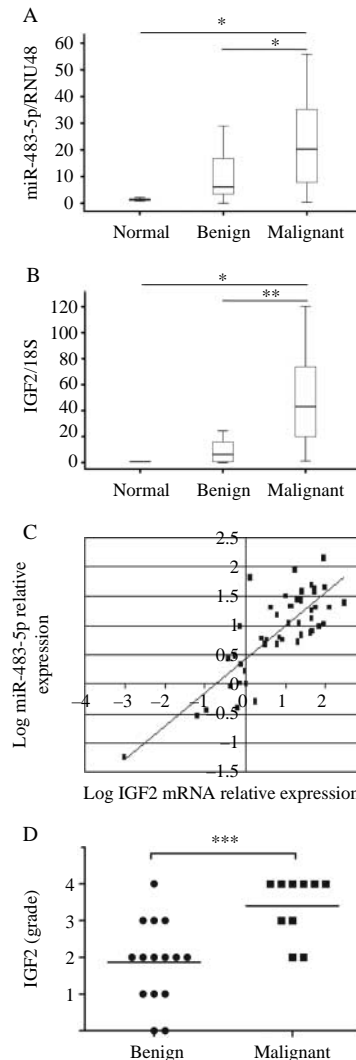 A
*
*
miR-483-5p/RNU48
60
50
40
30
20
10
0
Normal Benign Malignant
B
*
**
IGF2/18S
120
100
80
60
40
20
0
Normal Benign Malignant
C
Log miR-483-5p relative
expression
2.5
2
1.5
1
0.5
0
–4 –3 –2 –1 0 1 2
–0.5
–1
–1.5
Log IGF2 mRNA relative expression
D
***
IGF2 (grade)
4
3
2
1
0
Benign Malignant